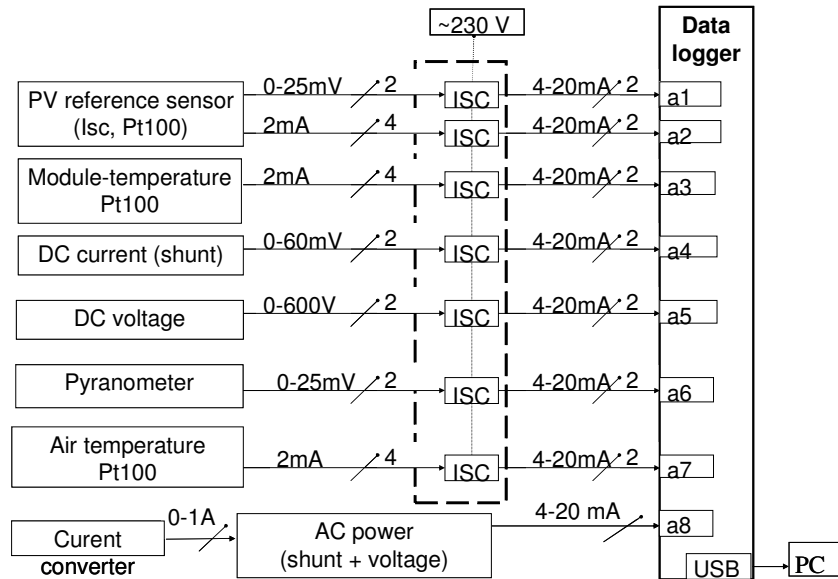 ~230 V
Data
logger
PV reference sensor
(Isc, Pt100)
0-25mV 2 ISC 4-20mA 2 a1
2mA 4 ISC 4-20mA 2 a2
Module-temperature
Pt100
2mA 4 ISC 4-20mA 2 a3
DC current (shunt) 0-60mV 2 ISC 4-20mA 2 a4
DC voltage 0-600V 2 ISC 4-20mA 2 a5
Pyranometer 0-25mV 2 ISC 4-20mA 2 a6
Air temperature
Pt100
2mA 4 ISC 4-20mA 2 a7
Curent
converter
0-1A
AC power
(shunt + voltage)
4-20 mA a8
USB PC